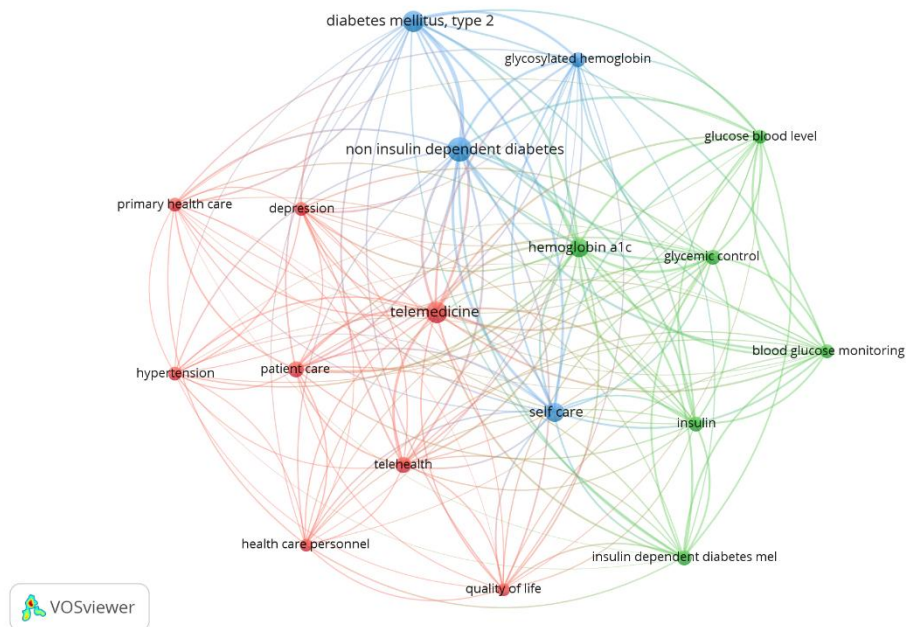 diabetes mellitus, type 2
glycosylated hemoglobin
glucose blood level
non insulin dependent diabetes
primary health care
depression
hemoglobin a1c
glycemic control
telemedicine
blood glucose monitoring
hypertension
patient care
self care
insulin
telehealth
health care personnel
insulin dependent diabetes mel
quality of life
VOSviewer